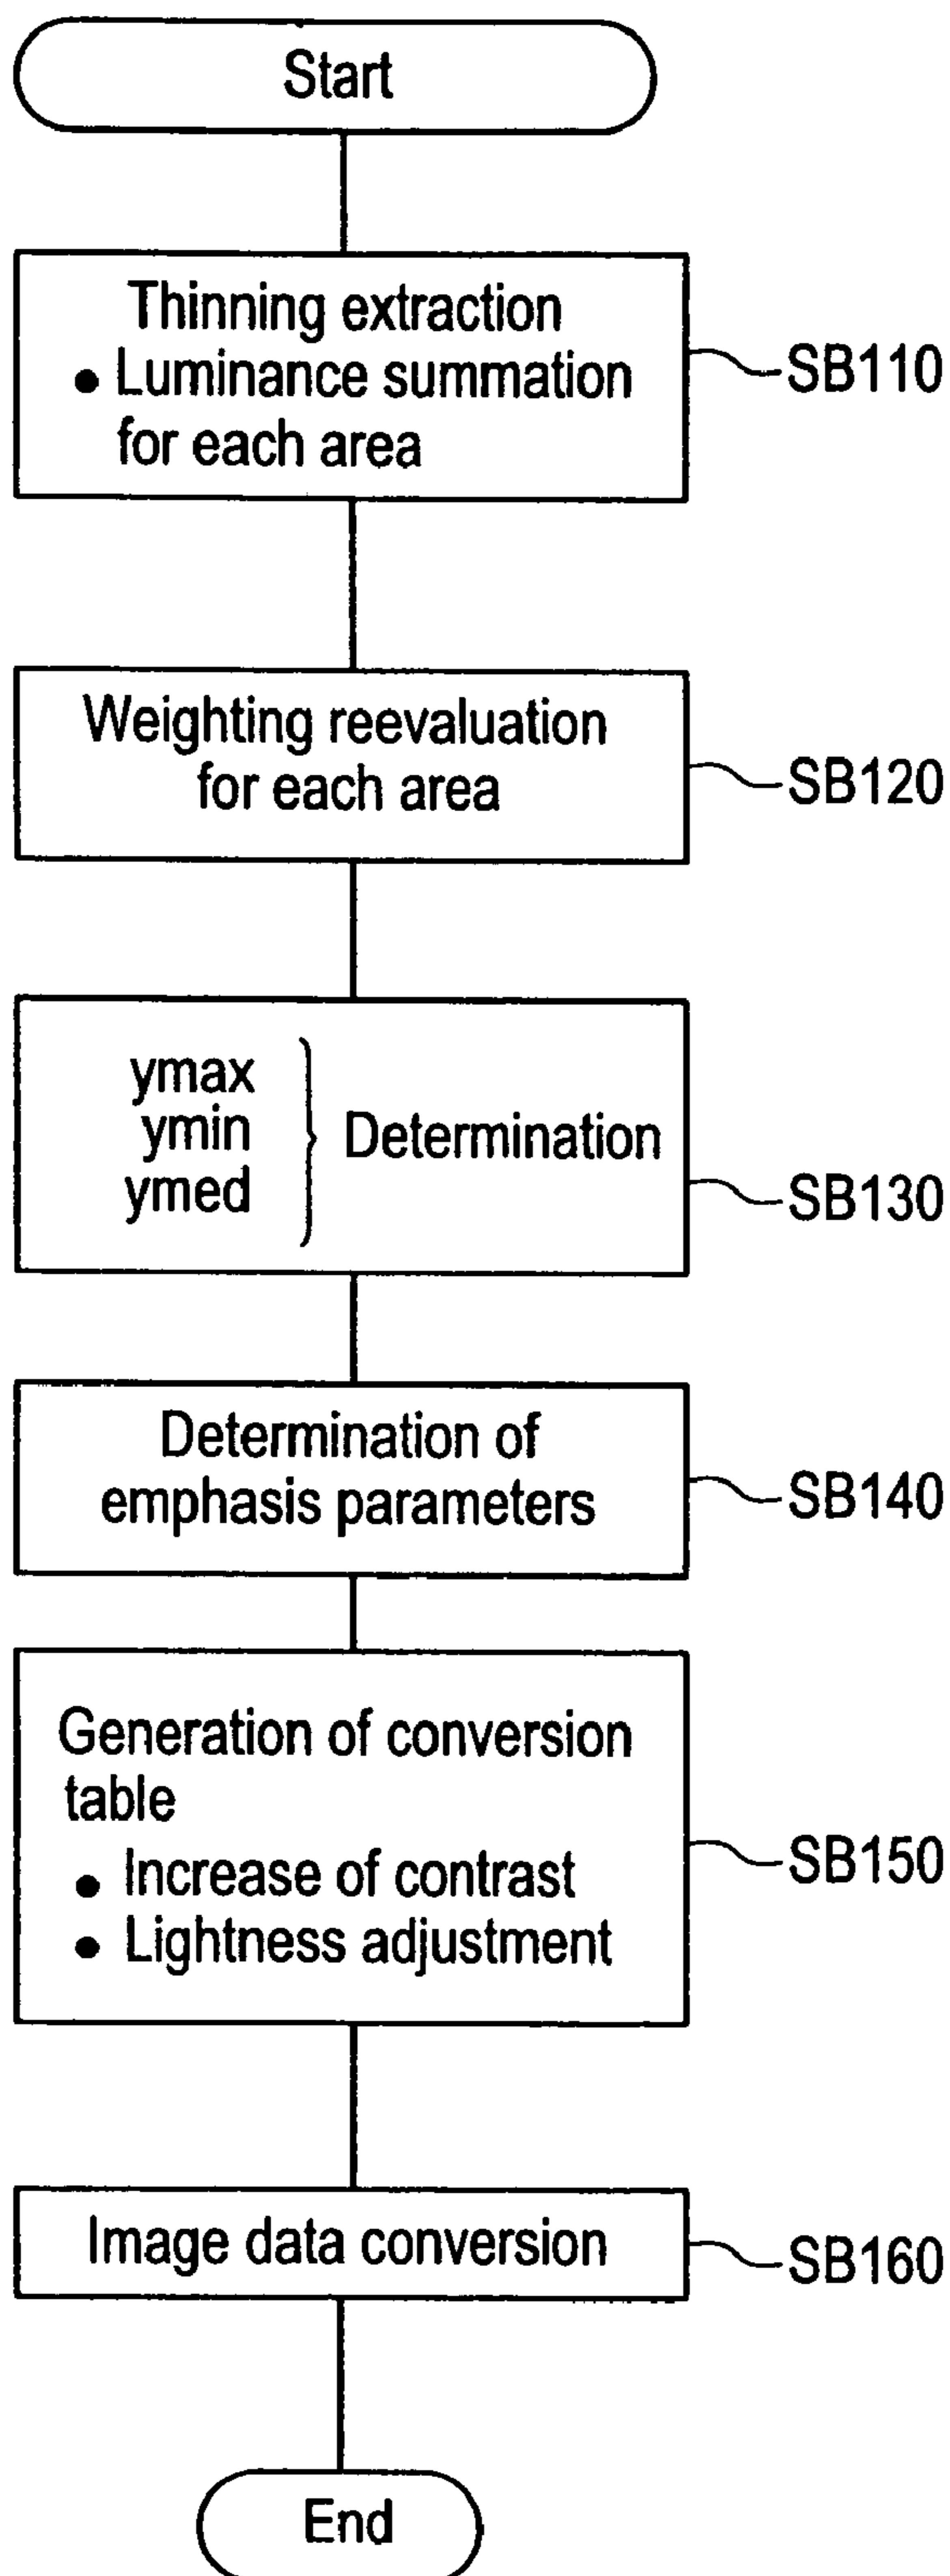 Start
Thinning extraction
• Luminance summation
for each area
SB110
Weighting reevaluation
for each area
SB120
ymax
ymin
ymed
Determination
SB130
Determination of
emphasis parameters
SB140
Generation of conversion
table
• Increase of contrast
• Lightness adjustment
SB150
Image data conversion
SB160
End